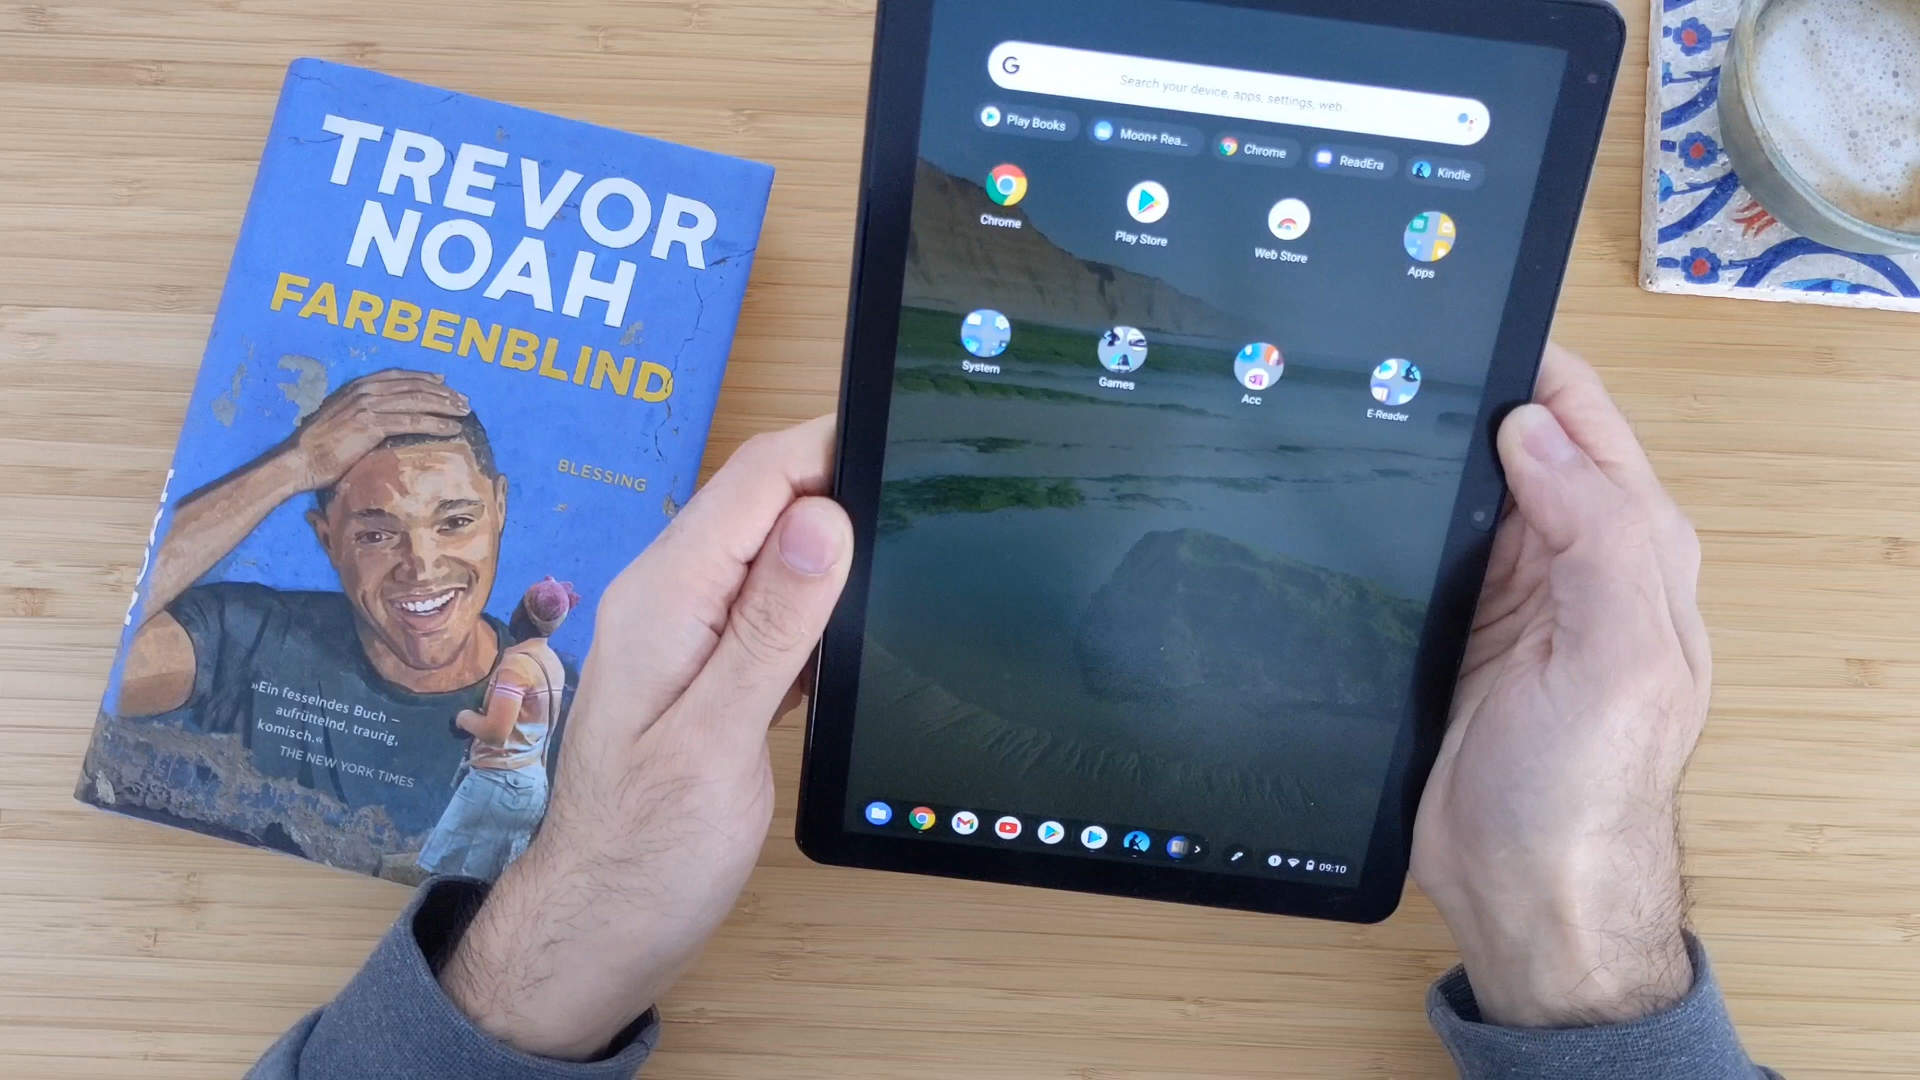 TREVOR
NOAH
FARBENBLIND
BLESSING
»Ein fesselndes Buch –
aufrüttelnd, traurig,
komisch.«
THE NEW YORK TIMES
G
Search your device, apps, settings, web...
Play Books
Moon+ Rea...
Chrome
ReadEra
Kindle
Chrome
Play Store
Web Store
Apps
System
Games
Acc
E-Reader
09:10